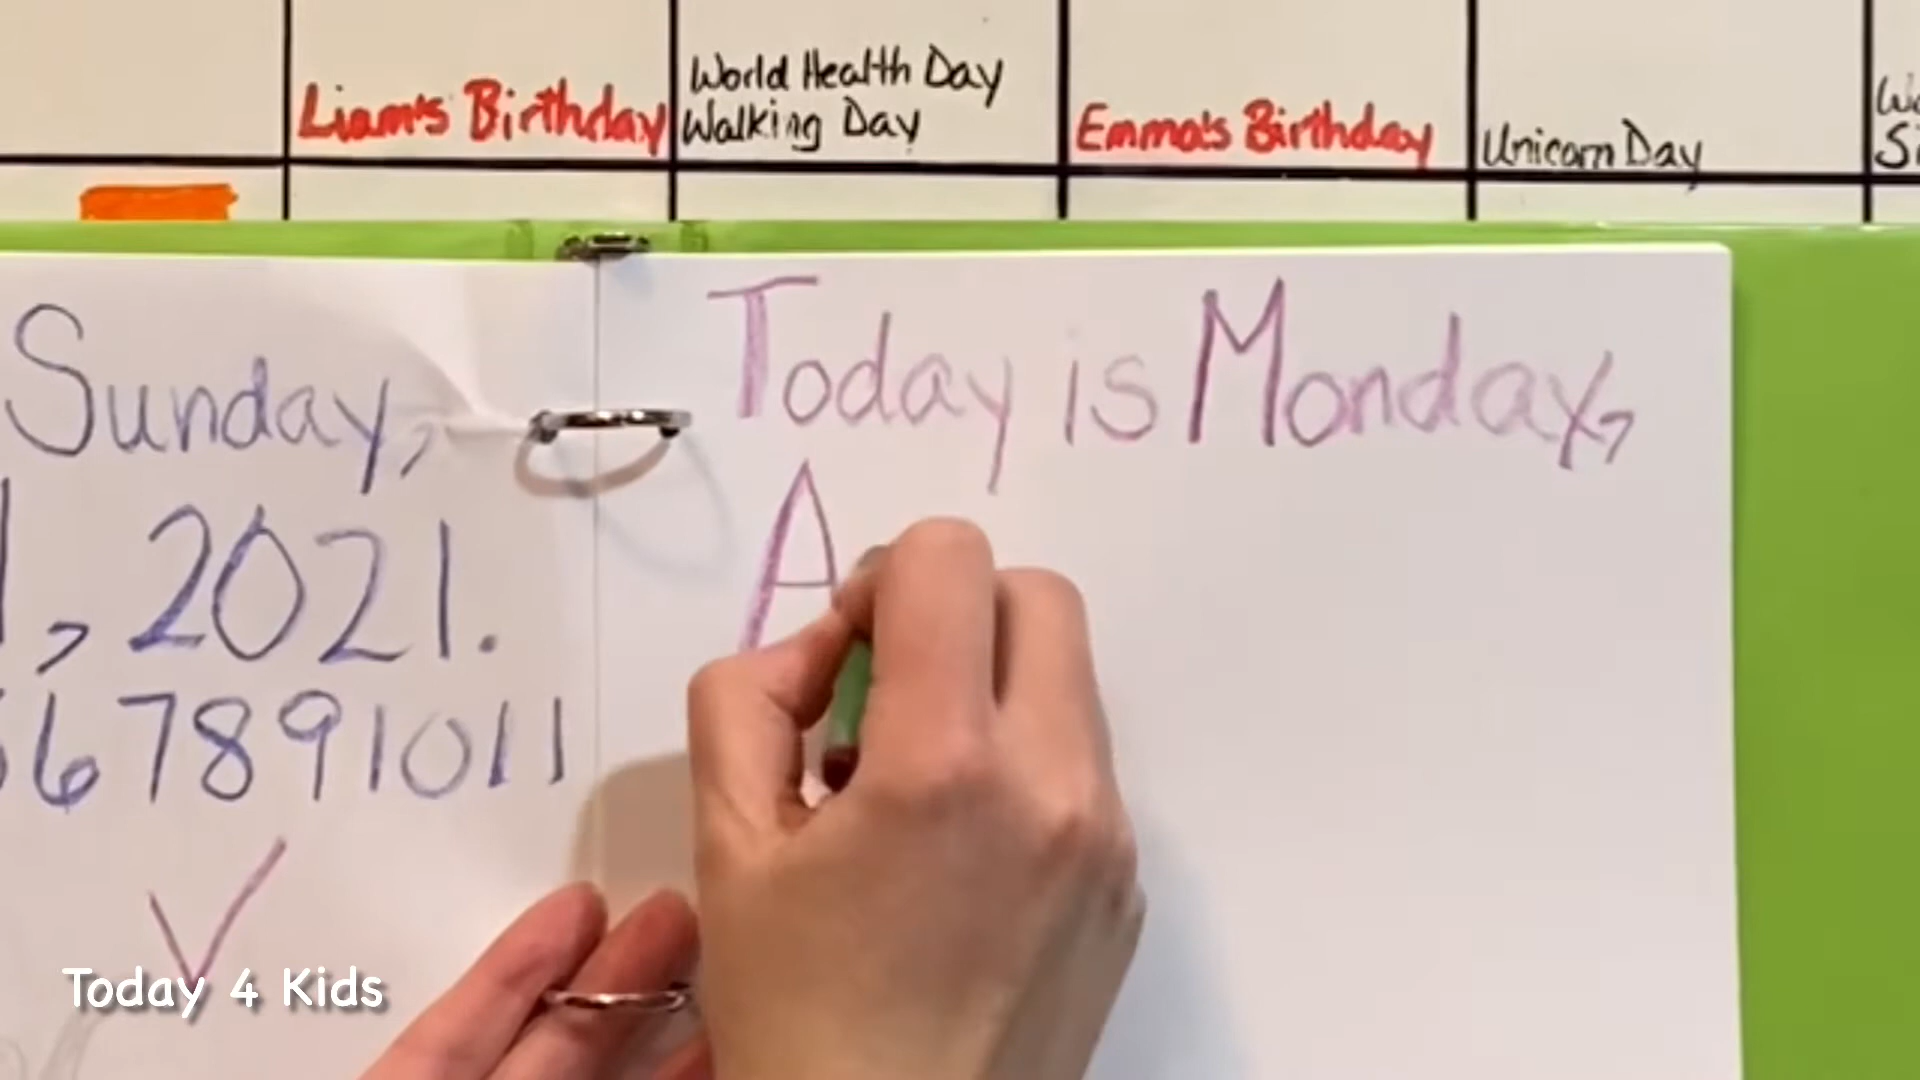 Liam's Birthday
World Health Day
Walking Day
Emma's Birthday
Unicorn Day
Sunday,
1, 2021.
67891011
Today is Monday,
A
Today 4 Kids